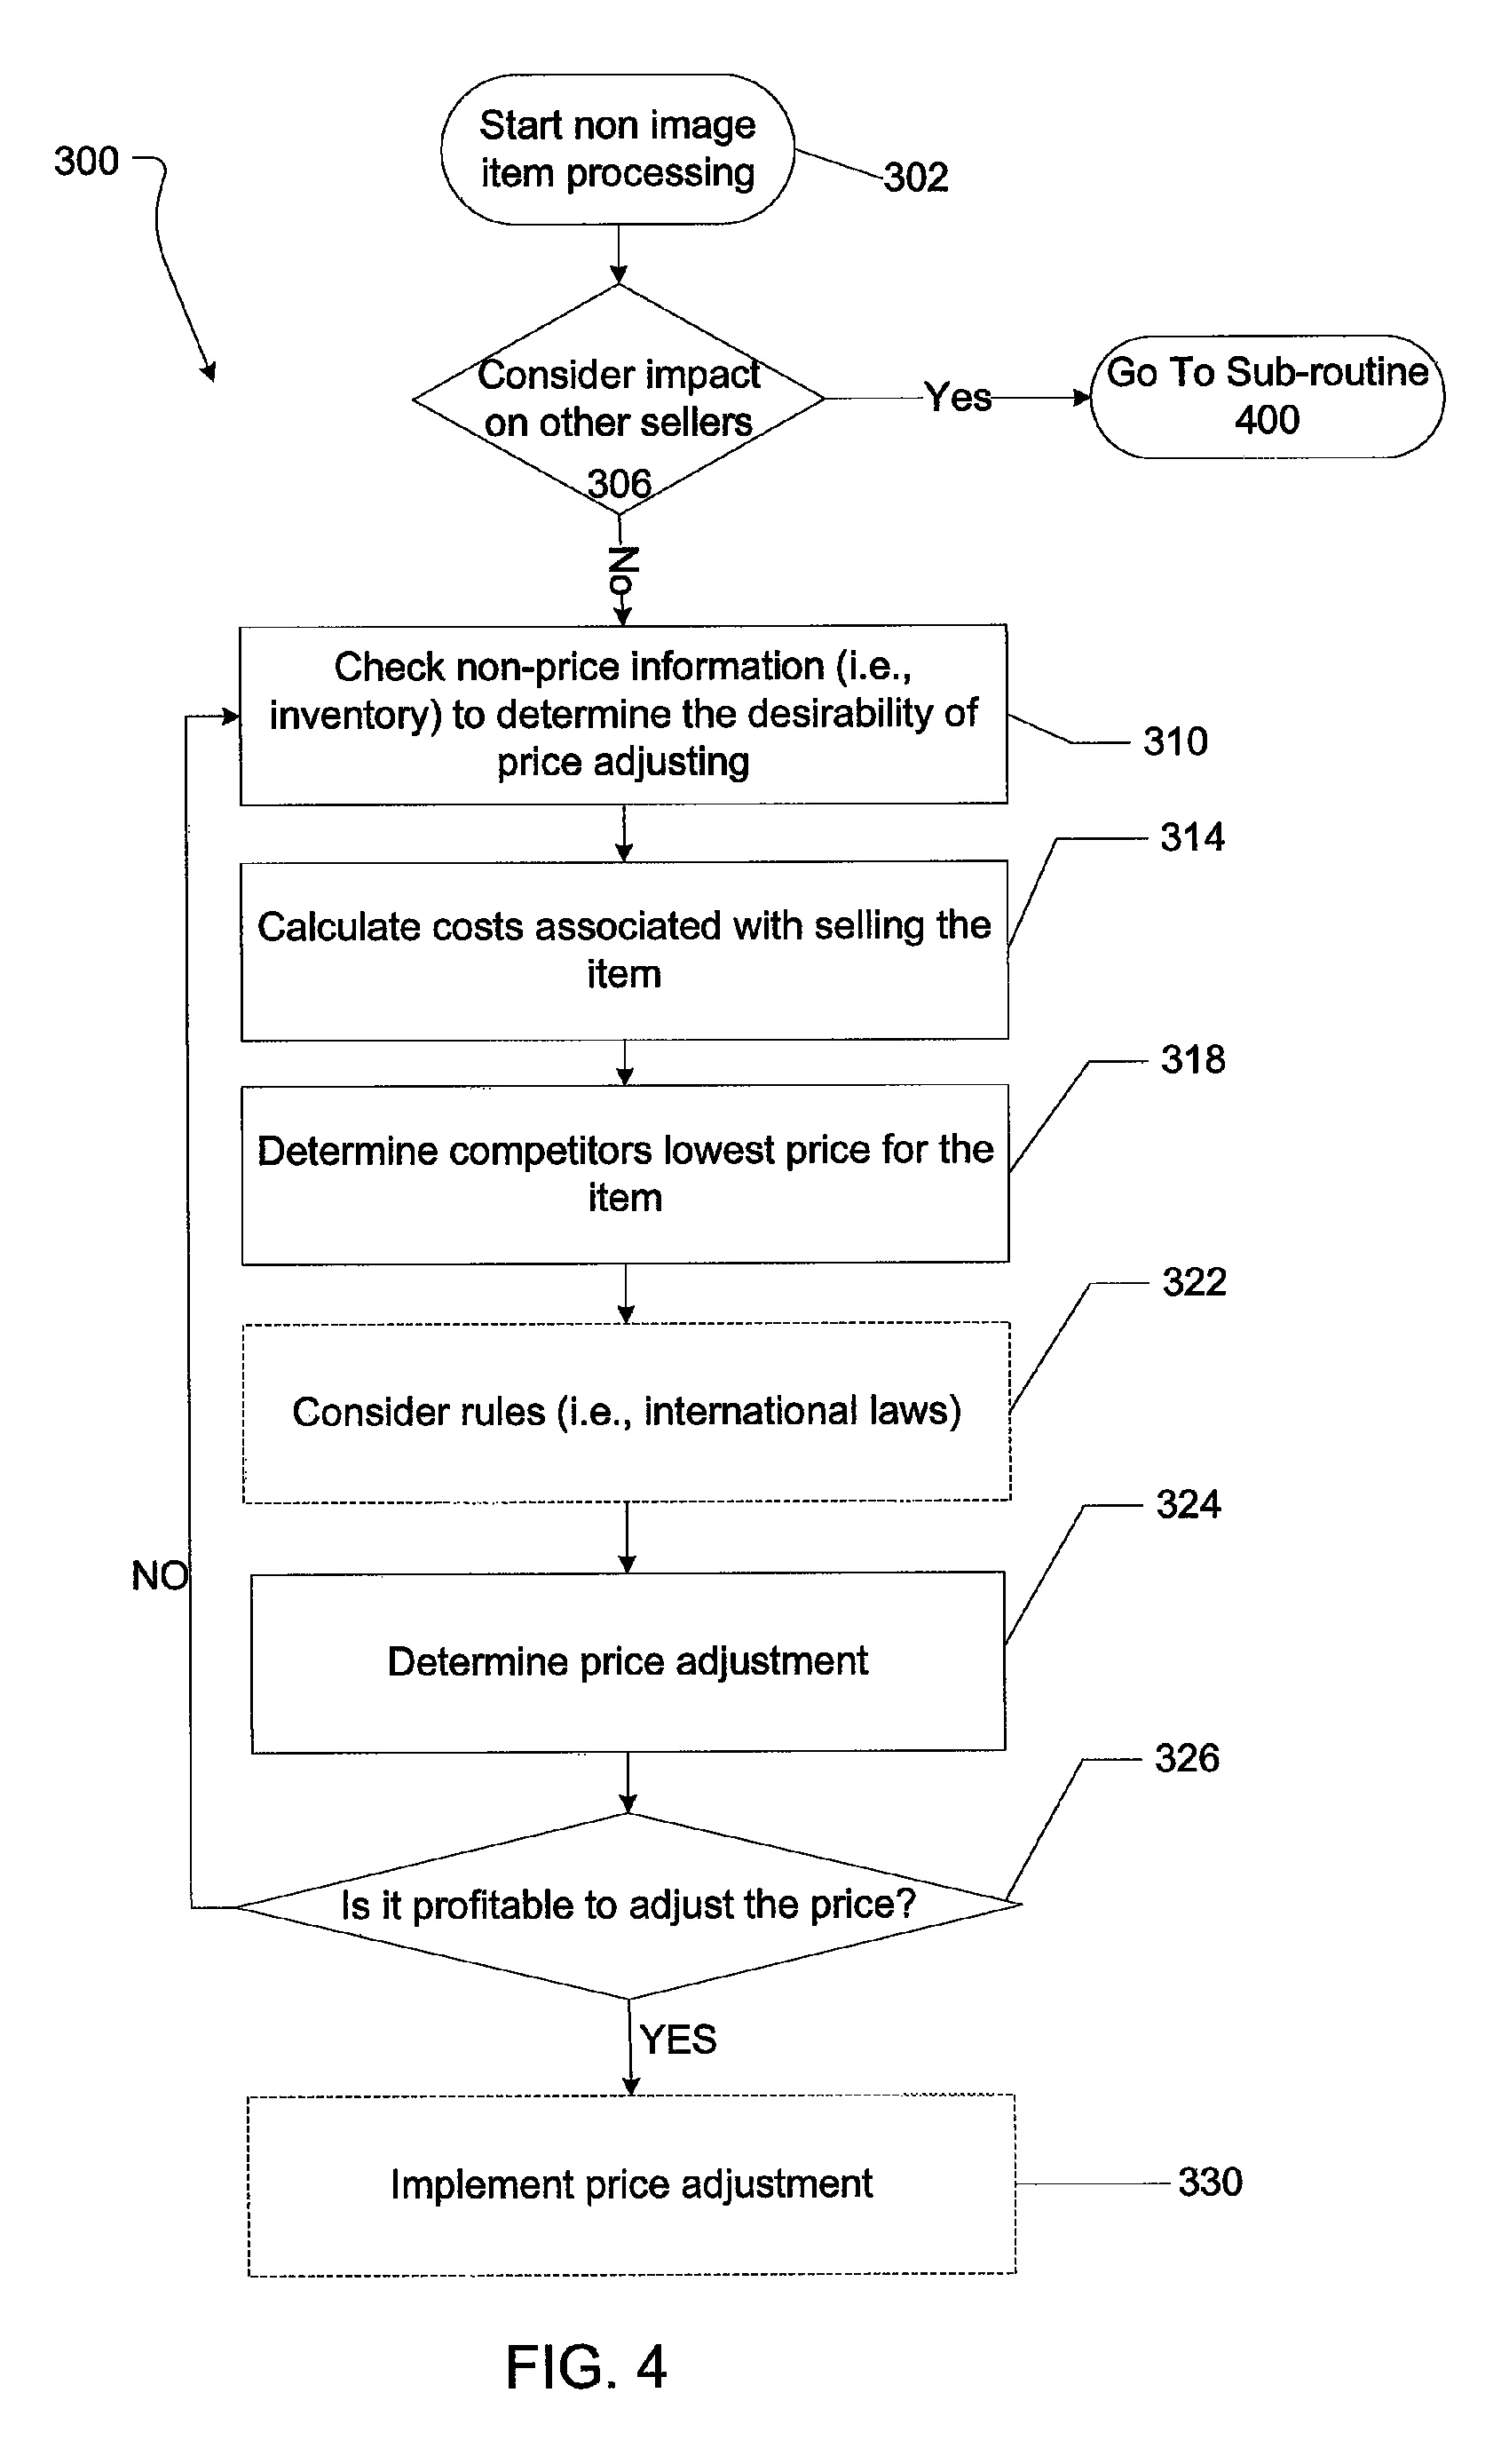 300
Start non image
item processing
302
Consider impact
on other sellers
306
Yes
Go To Sub-routine
400
No
Check non-price information (i.e.,
inventory) to determine the desirability of
price adjusting
310
314
Calculate costs associated with selling the
item
318
Determine competitors lowest price for the
item
322
Consider rules (i.e., international laws)
324
NO
Determine price adjustment
326
Is it profitable to adjust the price?
YES
Implement price adjustment
330
FIG. 4